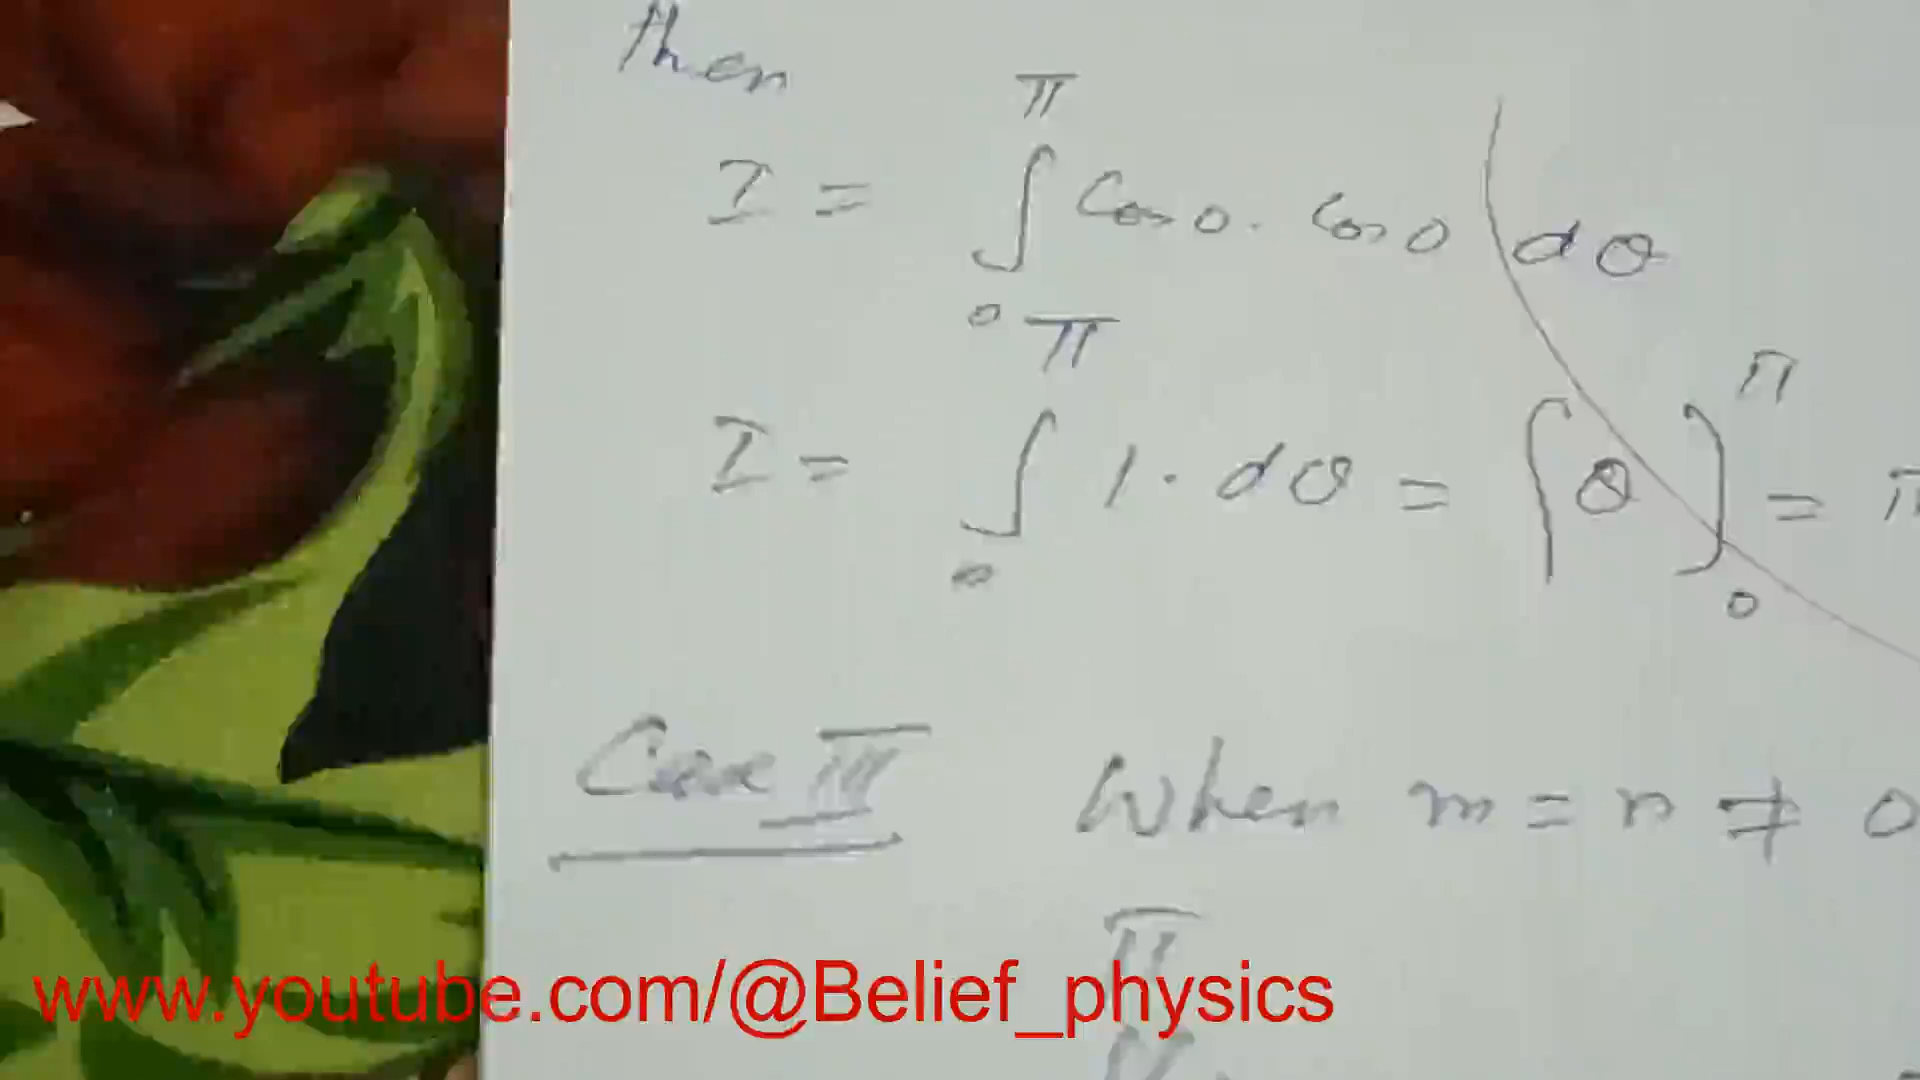 then
π
I = ∫ Cos 0 . Cos 0 dθ
0
π
I = ∫ 1 . dθ = [θ] = π
π
0
0
Case III When m = n ≠ 0
π
www.youtube.com/@Belief_physics